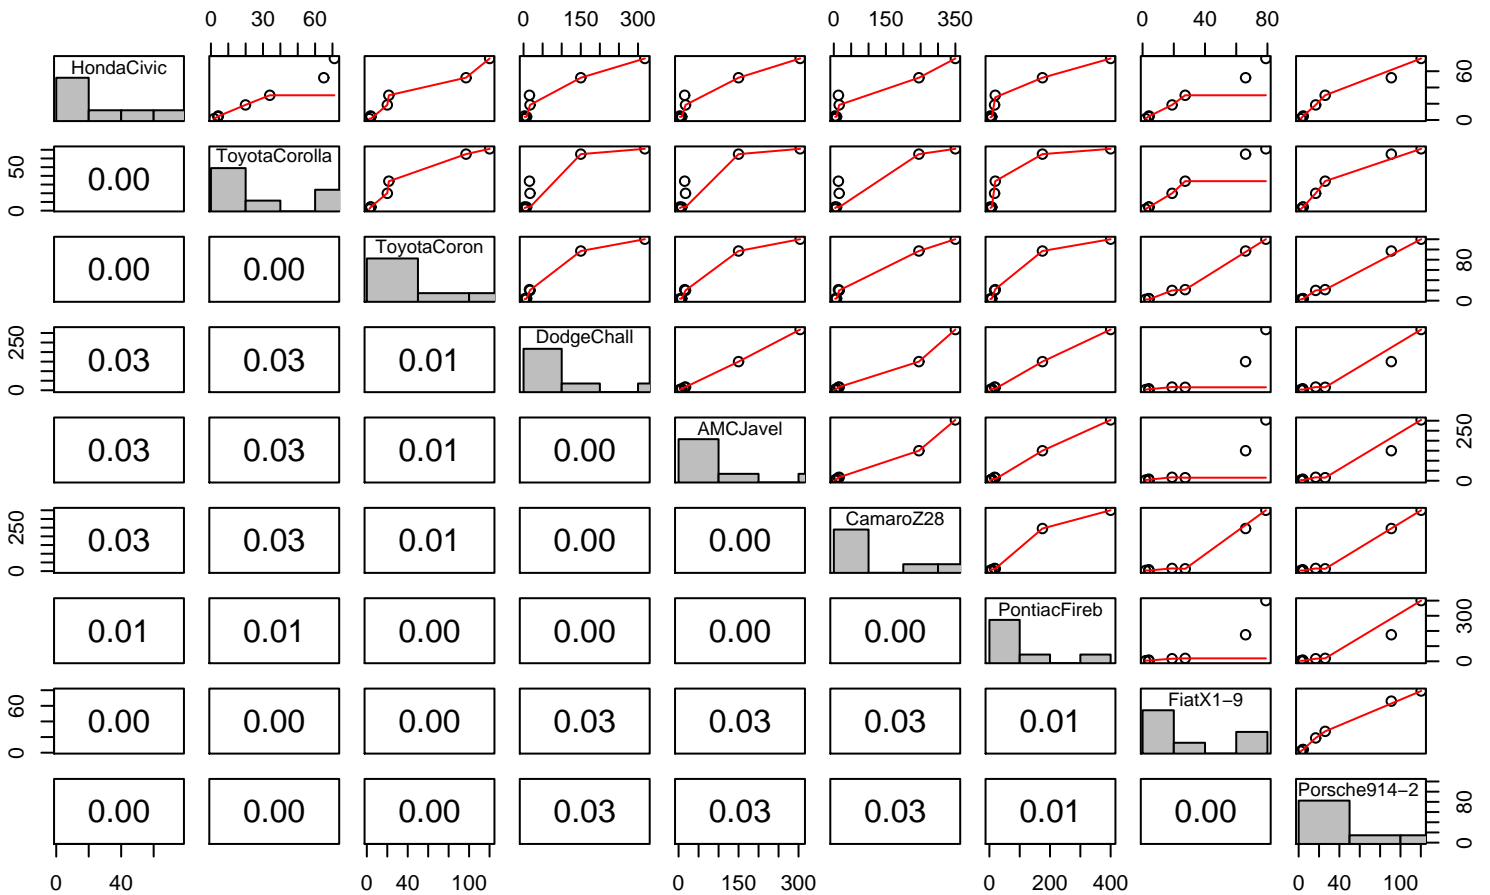 0 30 60 0 150 300 0 150 350 0 40 80
HondaCivic 0 60
0 50 0.00 ToyotaCorolla
0.00 0.00 ToyotaCoron 0 80
0 250 0.03 0.03 0.01 DodgeChall
0.03 0.03 0.01 0.00 AMCJavel 0 250
0 250 0.03 0.03 0.01 0.00 0.00 CamaroZ28
0.01 0.01 0.00 0.00 0.00 0.00 PontiacFireb 0 300
0 60 0.00 0.00 0.00 0.03 0.03 0.03 0.01 FiatX1−9
0.00 0.00 0.00 0.03 0.03 0.03 0.01 0.00 Porsche914−2 0 80
0 40 0 40 100 0 150 300 0 200 400 0 40 100